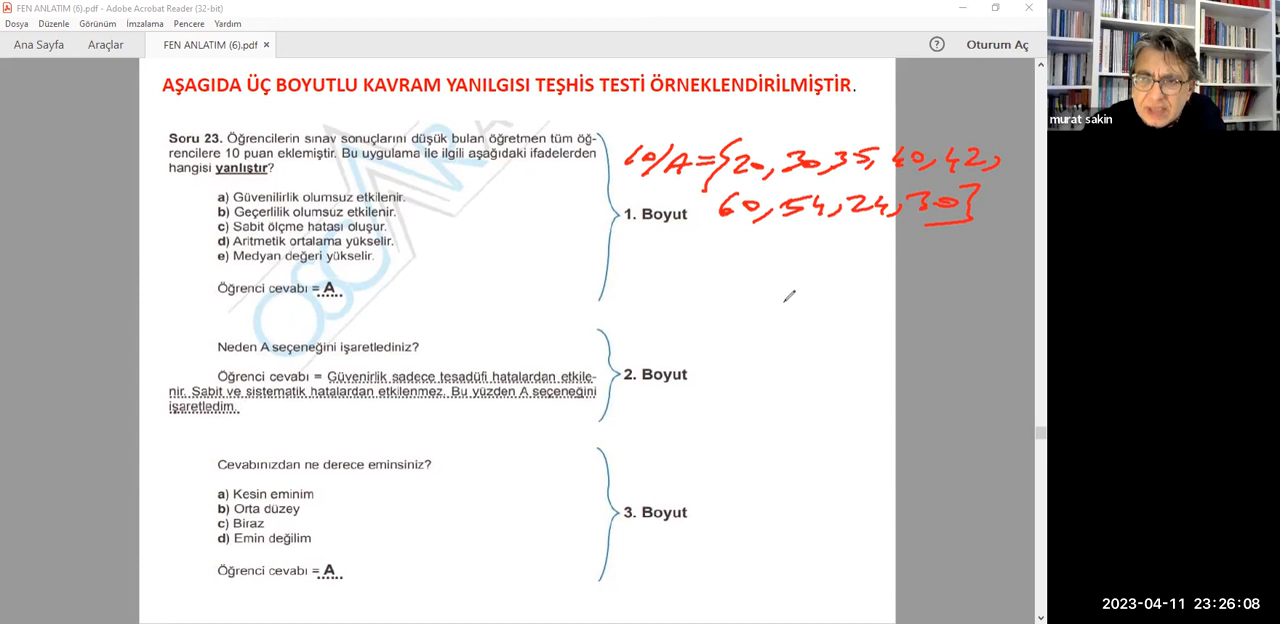 FEN ANLATIM (6).pdf - Adobe Acrobat Reader (32-bit)
Dosya Düzenle Görünüm İmzalama Pencere Yardım
Ana Sayfa Araçlar FEN ANLATIM (6).pdf × ? Oturum Aç
murat sakin
AŞAGIDA ÜÇ BOYUTLU KAVRAM YANILGISI TEŞHİS TESTİ ÖRNEKLENDİRİLMİŞTİR.
Soru 23. Öğrencilerin sınav sonuçlarını düşük bulan öğretmen tüm öğ-
rencilere 10 puan eklemiştir. Bu uygulama ile ilgili aşağıdaki ifadelerden
hangisi yanlıştır?
a) Güvenilirlik olumsuz etkilenir.
b) Geçerlilik olumsuz etkilenir.
c) Sabit ölçme hatası oluşur.
d) Aritmetik ortalama yükselir.
e) Medyan değeri yükselir.
Öğrenci cevabı = A
1. Boyut
60/A={20, 30, 35, 40, 42,
60, 54, 24, 30}
OSCAR
Neden A seçeneğini işaretlediniz?
Öğrenci cevabı = Güvenirlik sadece tesadüfi hatalardan etkile-
nir. Sabit ve sistematik hatalardan etkilenmez. Bu yüzden A seçeneğini
işaretledim.
2. Boyut
Cevabınızdan ne derece eminsiniz?
a) Kesin eminim
b) Orta düzey
c) Biraz
d) Emin değilim
Öğrenci cevabı = A
3. Boyut
2023-04-11 23:26:08